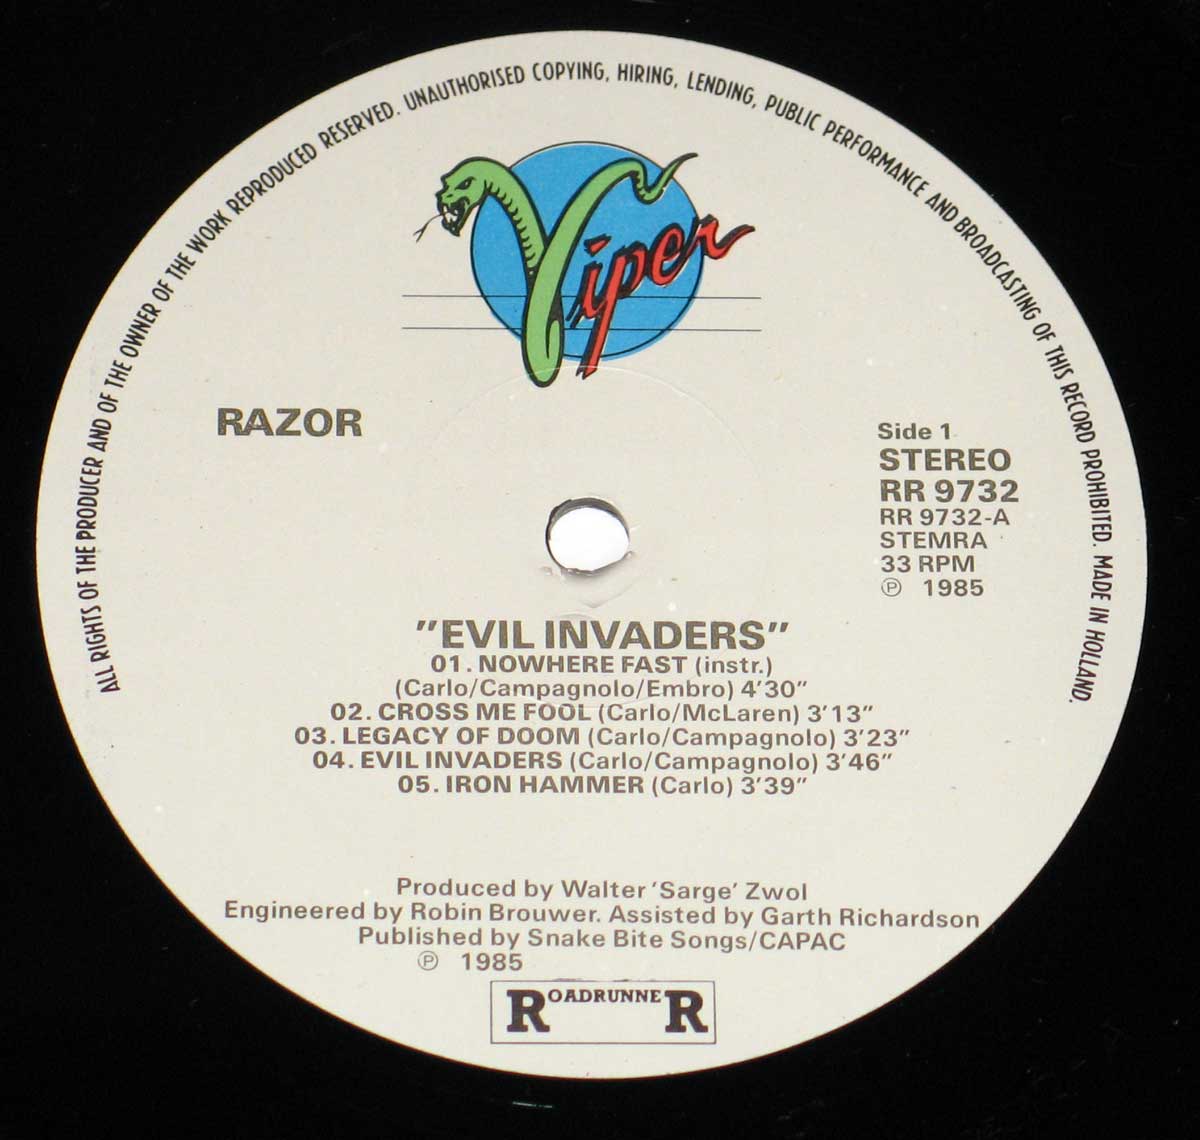 ALL RIGHTS OF THE PRODUCER AND OF THE OWNER OF THE WORK REPRODUCED RESERVED. UNAUTHORISED COPYING, HIRING, LENDING, PUBLIC PERFORMANCE AND BROADCASTING OF THIS RECORD PROHIBITED. MADE IN HOLLAND.
Viper
RAZOR
Side 1
STEREO
RR 9732
RR 9732-A
STEMRA
33 RPM
℗ 1985
"EVIL INVADERS"
01. NOWHERE FAST (instr.)
(Carlo/Campagnolo/Embro) 4'30"
02. CROSS ME FOOL (Carlo/McLaren) 3'13"
03. LEGACY OF DOOM (Carlo/Campagnolo) 3'23"
04. EVIL INVADERS (Carlo/Campagnolo) 3'46"
05. IRON HAMMER (Carlo) 3'39"
Produced by Walter 'Sarge' Zwol
Engineered by Robin Brouwer. Assisted by Garth Richardson
Published by Snake Bite Songs/CAPAC
℗ 1985
ROADRUNNER